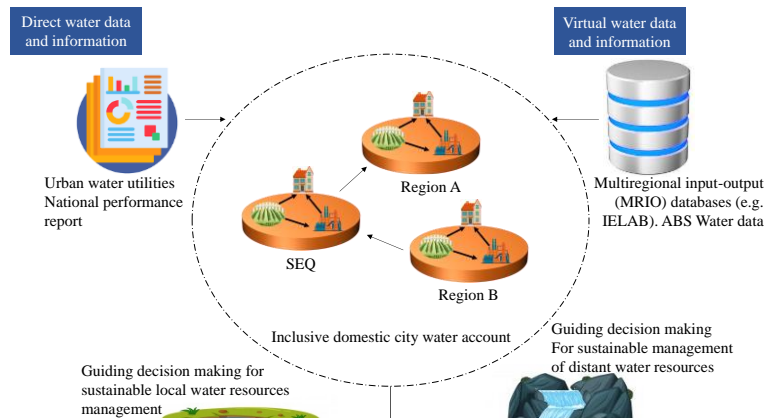 Direct water data
and information
Virtual water data
and information
Urban water utilities
National performance
report
Multiregional input-output
(MRIO) databases (e.g.
IELAB). ABS Water data
Region A
SEQ
Region B
Inclusive domestic city water account
Guiding decision making for
sustainable local water resources
management
Guiding decision making
For sustainable management
of distant water resources